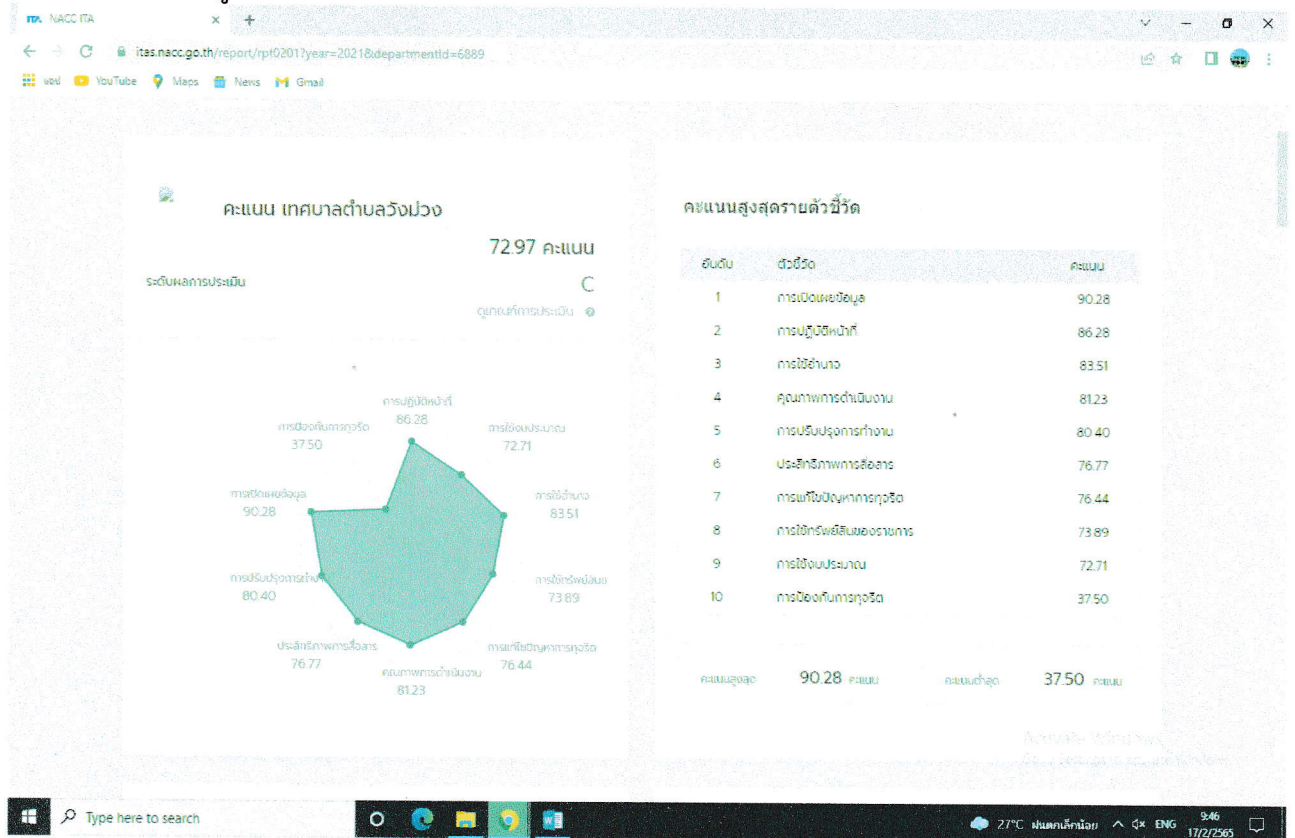 NACC ITA
itas.nacc.go.th/report/rpt0201?year=2021&departmentId=6889
แอป YouTube Maps News Gmail
คะแนน เทศบาลตำบลวังม่วง
72.97 คะแนน
ระดับผลการประเมิน C
ดูเกณฑ์การประเมิน
การปฏิบัติหน้าที่
86.28
การป้องกันการทุจริต
37.50
การใช้งบประมาณ
72.71
การเปิดเผยข้อมูล
90.28
การใช้อำนาจ
83.51
การปรับปรุงการทำง
80.40
การใช้ทรัพย์สินข
73.89
ประสิทธิภาพการสื่อสาร
76.77
การแก้ไขปัญหาการทุจริต
76.44
คุณภาพการดำเนินงาน
81.23
คะแนนสูงสุดรายตัวชี้วัด
อันดับ ตัวชี้วัด คะแนน
1 การเปิดเผยข้อมูล 90.28
2 การปฏิบัติหน้าที่ 86.28
3 การใช้อำนาจ 83.51
4 คุณภาพการดำเนินงาน 81.23
5 การปรับปรุงการทำงาน 80.40
6 ประสิทธิภาพการสื่อสาร 76.77
7 การแก้ไขปัญหาการทุจริต 76.44
8 การใช้ทรัพย์สินของราชการ 73.89
9 การใช้งบประมาณ 72.71
10 การป้องกันการทุจริต 37.50
คะแนนสูงสุด 90.28 คะแนน คะแนนต่ำสุด 37.50 คะแนน
Activate Windows
Type here to search
27°C ฝนตกเล็กน้อย ENG 9:46
17/2/2565